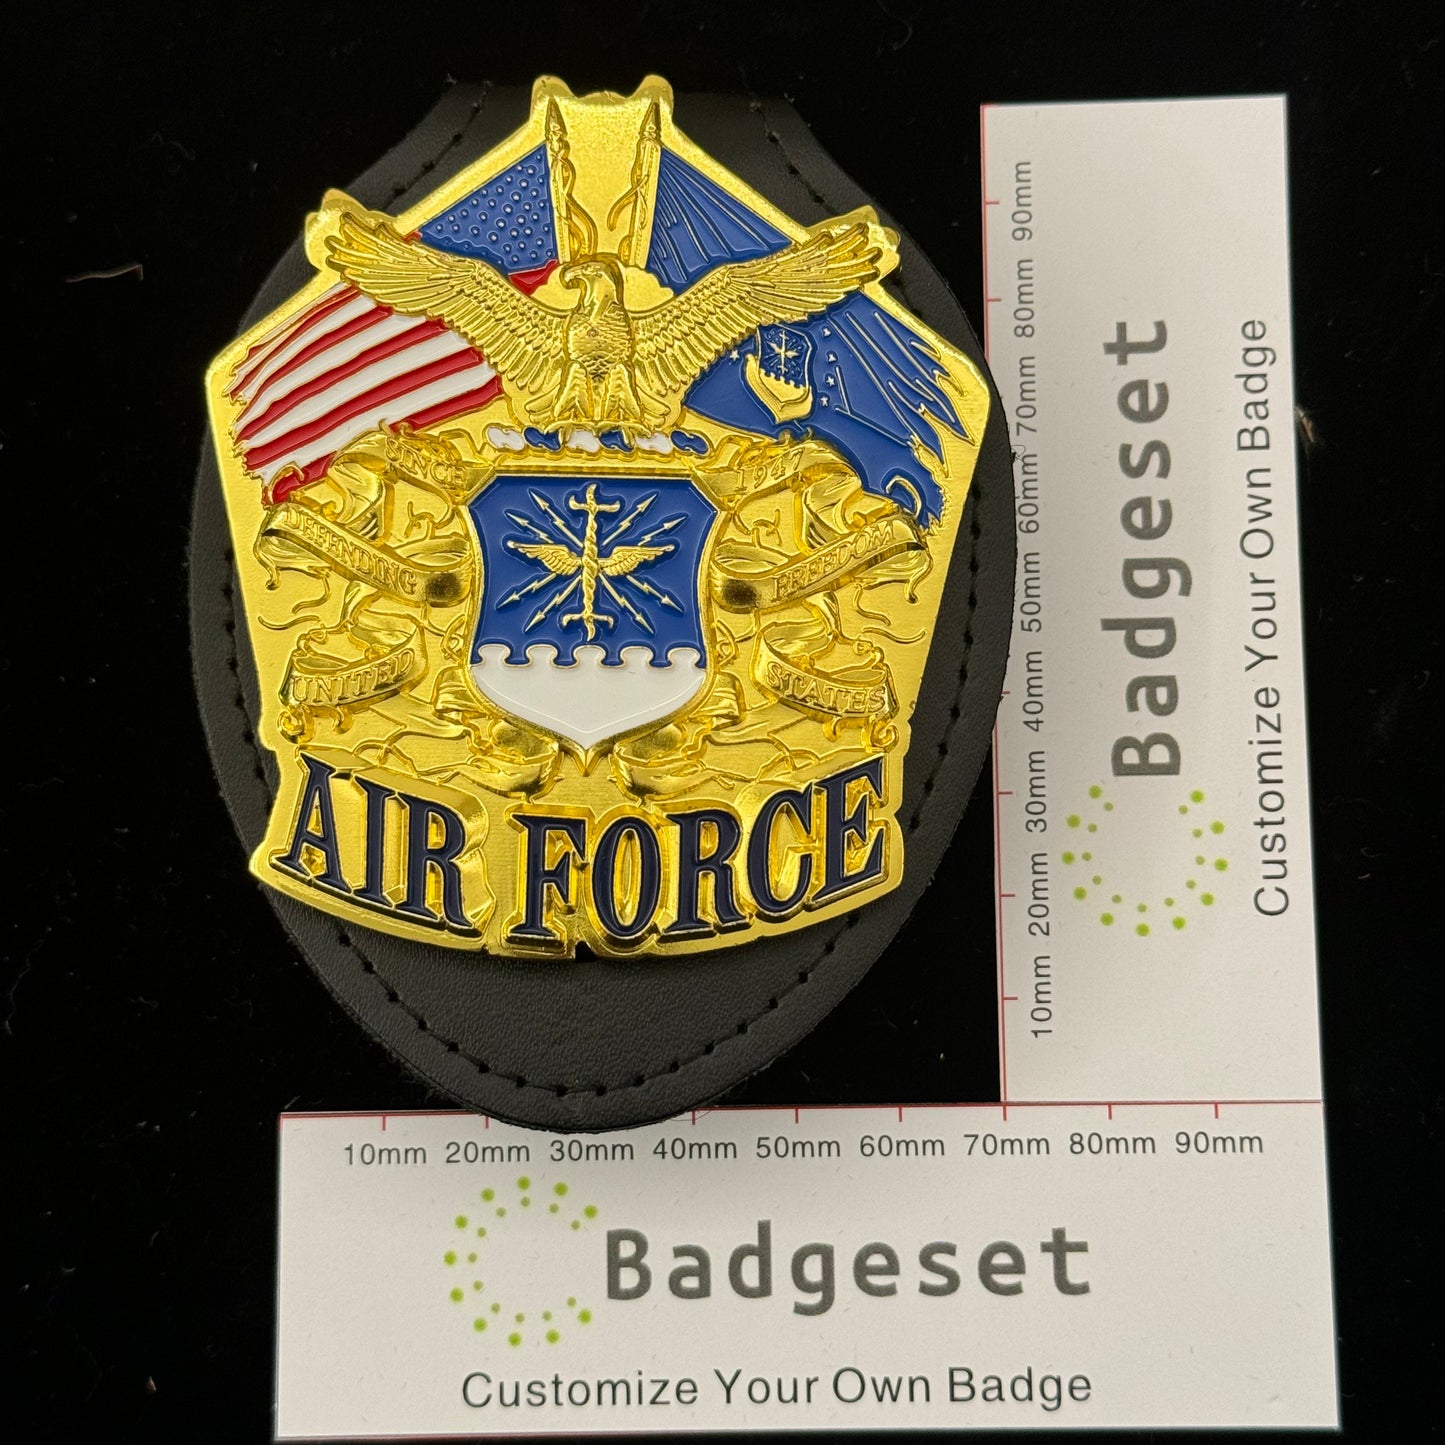 SINCE 1947
DEFENDING FREEDOM
UNITED STATES
AIR FORCE
90mm
80mm
70mm
60mm
50mm
40mm
30mm
20mm
10mm
Badgeset
Customize Your Own Badge
10mm 20mm 30mm 40mm 50mm 60mm 70mm 80mm 90mm
Badgeset
Customize Your Own Badge